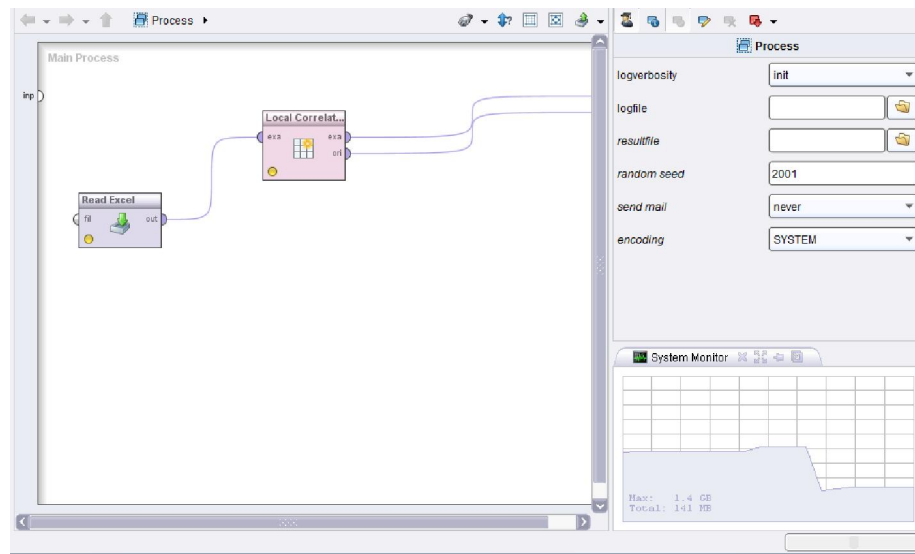 Process
Main Process
inp
Local Correlat...
exa exa
ori
Read Excel
fil out
Process
logverbosity init
logfile
resultfile
random seed 2001
send mail never
encoding SYSTEM
System Monitor
Max: 1.4 GB
Total: 141 MB